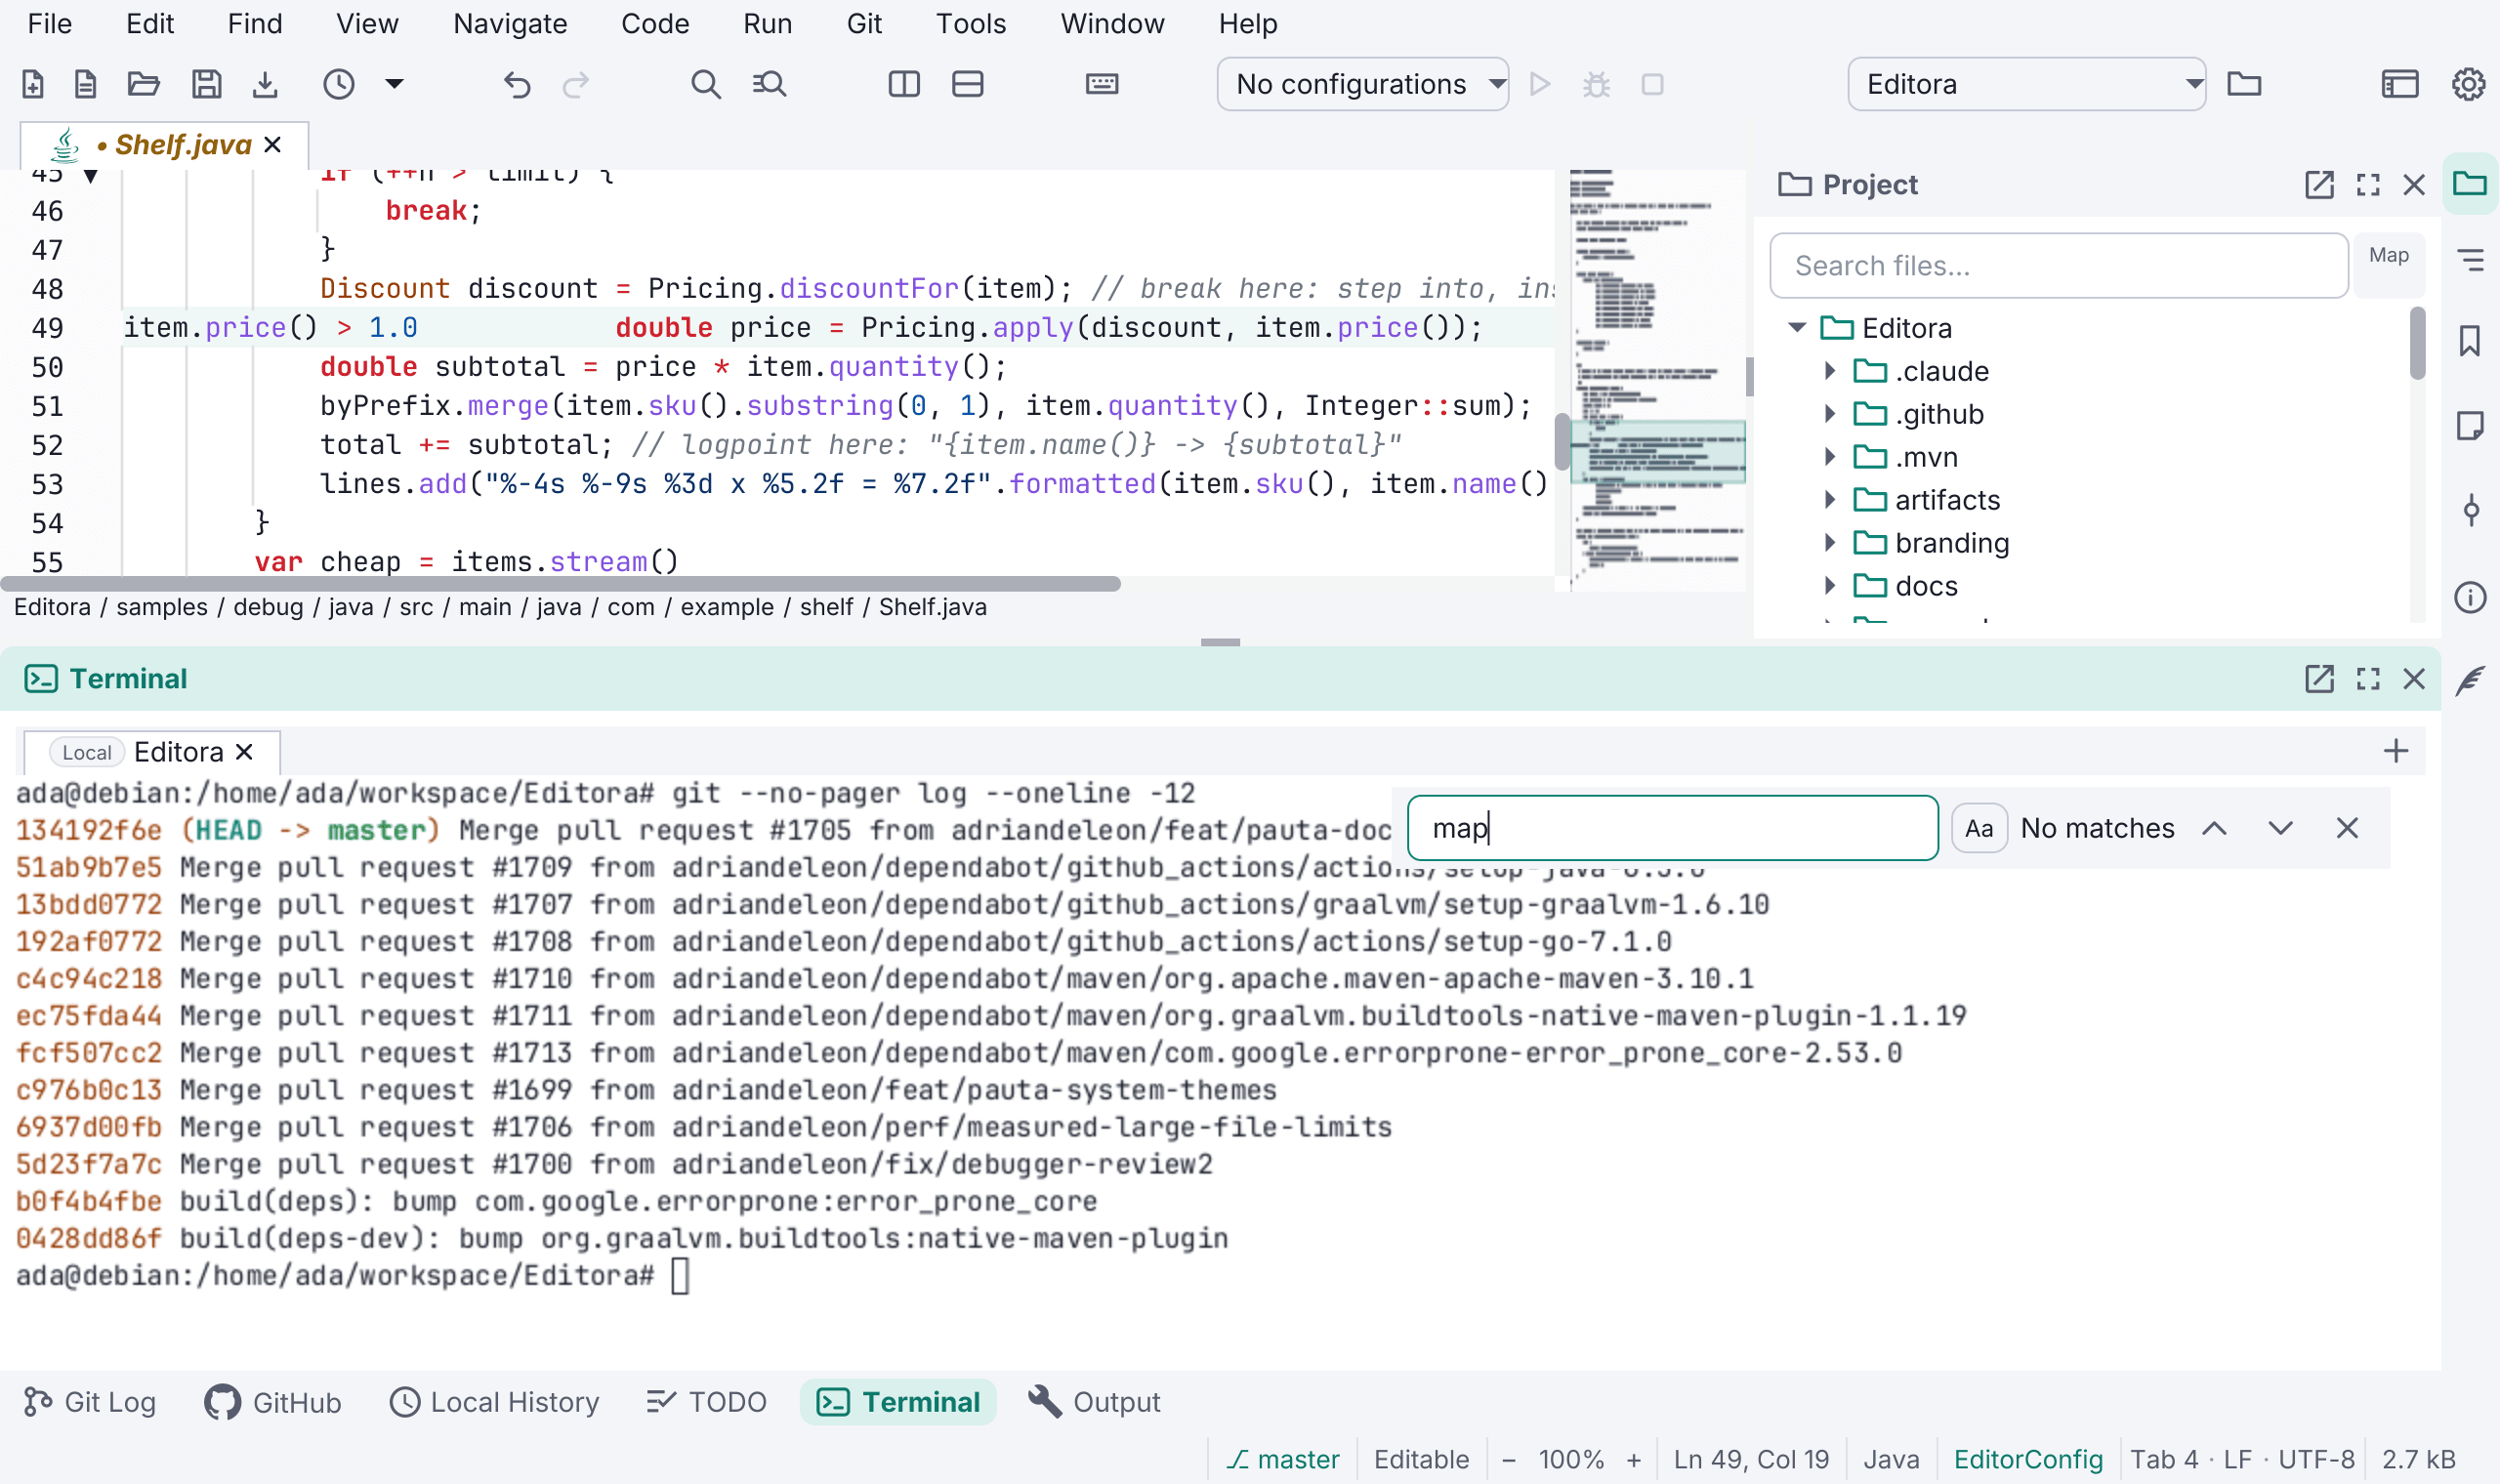 File Edit Find View Navigate Code Run Git Tools Window Help
No configurations Editora
• Shelf.java
45 if (++n > limit) {
46 break;
47 }
48 Discount discount = Pricing.discountFor(item); // break here: step into, ins
49 item.price() > 1.0 double price = Pricing.apply(discount, item.price());
50 double subtotal = price * item.quantity();
51 byPrefix.merge(item.sku().substring(0, 1), item.quantity(), Integer::sum);
52 total += subtotal; // logpoint here: "{item.name()} -> {subtotal}"
53 lines.add("%-4s %-9s %3d x %5.2f = %7.2f".formatted(item.sku(), item.name()
54 }
55 var cheap = items.stream()
Editora / samples / debug / java / src / main / java / com / example / shelf / Shelf.java
Project
Search files... Map
Editora
.claude
.github
.mvn
artifacts
branding
docs
Terminal
Local Editora
map Aa No matches
ada@debian:/home/ada/workspace/Editora# git --no-pager log --oneline -12
134192f6e (HEAD -> master) Merge pull request #1705 from adriandeleon/feat/pauta-doc
51ab9b7e5 Merge pull request #1709 from adriandeleon/dependabot/github_actions/actions/setup-java-
13bdd0772 Merge pull request #1707 from adriandeleon/dependabot/github_actions/graalvm/setup-graalvm-1.6.10
192af0772 Merge pull request #1708 from adriandeleon/dependabot/github_actions/actions/setup-go-7.1.0
c4c94c218 Merge pull request #1710 from adriandeleon/dependabot/maven/org.apache.maven-apache-maven-3.10.1
ec75fda44 Merge pull request #1711 from adriandeleon/dependabot/maven/org.graalvm.buildtools-native-maven-plugin-1.1.19
fcf507cc2 Merge pull request #1713 from adriandeleon/dependabot/maven/com.google.errorprone-error_prone_core-2.53.0
c976b0c13 Merge pull request #1699 from adriandeleon/feat/pauta-system-themes
6937d00fb Merge pull request #1706 from adriandeleon/perf/measured-large-file-limits
5d23f7a7c Merge pull request #1700 from adriandeleon/fix/debugger-review2
b0f4b4fbe build(deps): bump com.google.errorprone:error_prone_core
0428dd86f build(deps-dev): bump org.graalvm.buildtools:native-maven-plugin
ada@debian:/home/ada/workspace/Editora#
Git Log GitHub Local History TODO Terminal Output
master Editable − 100% + Ln 49, Col 19 Java EditorConfig Tab 4 · LF · UTF-8 2.7 kB